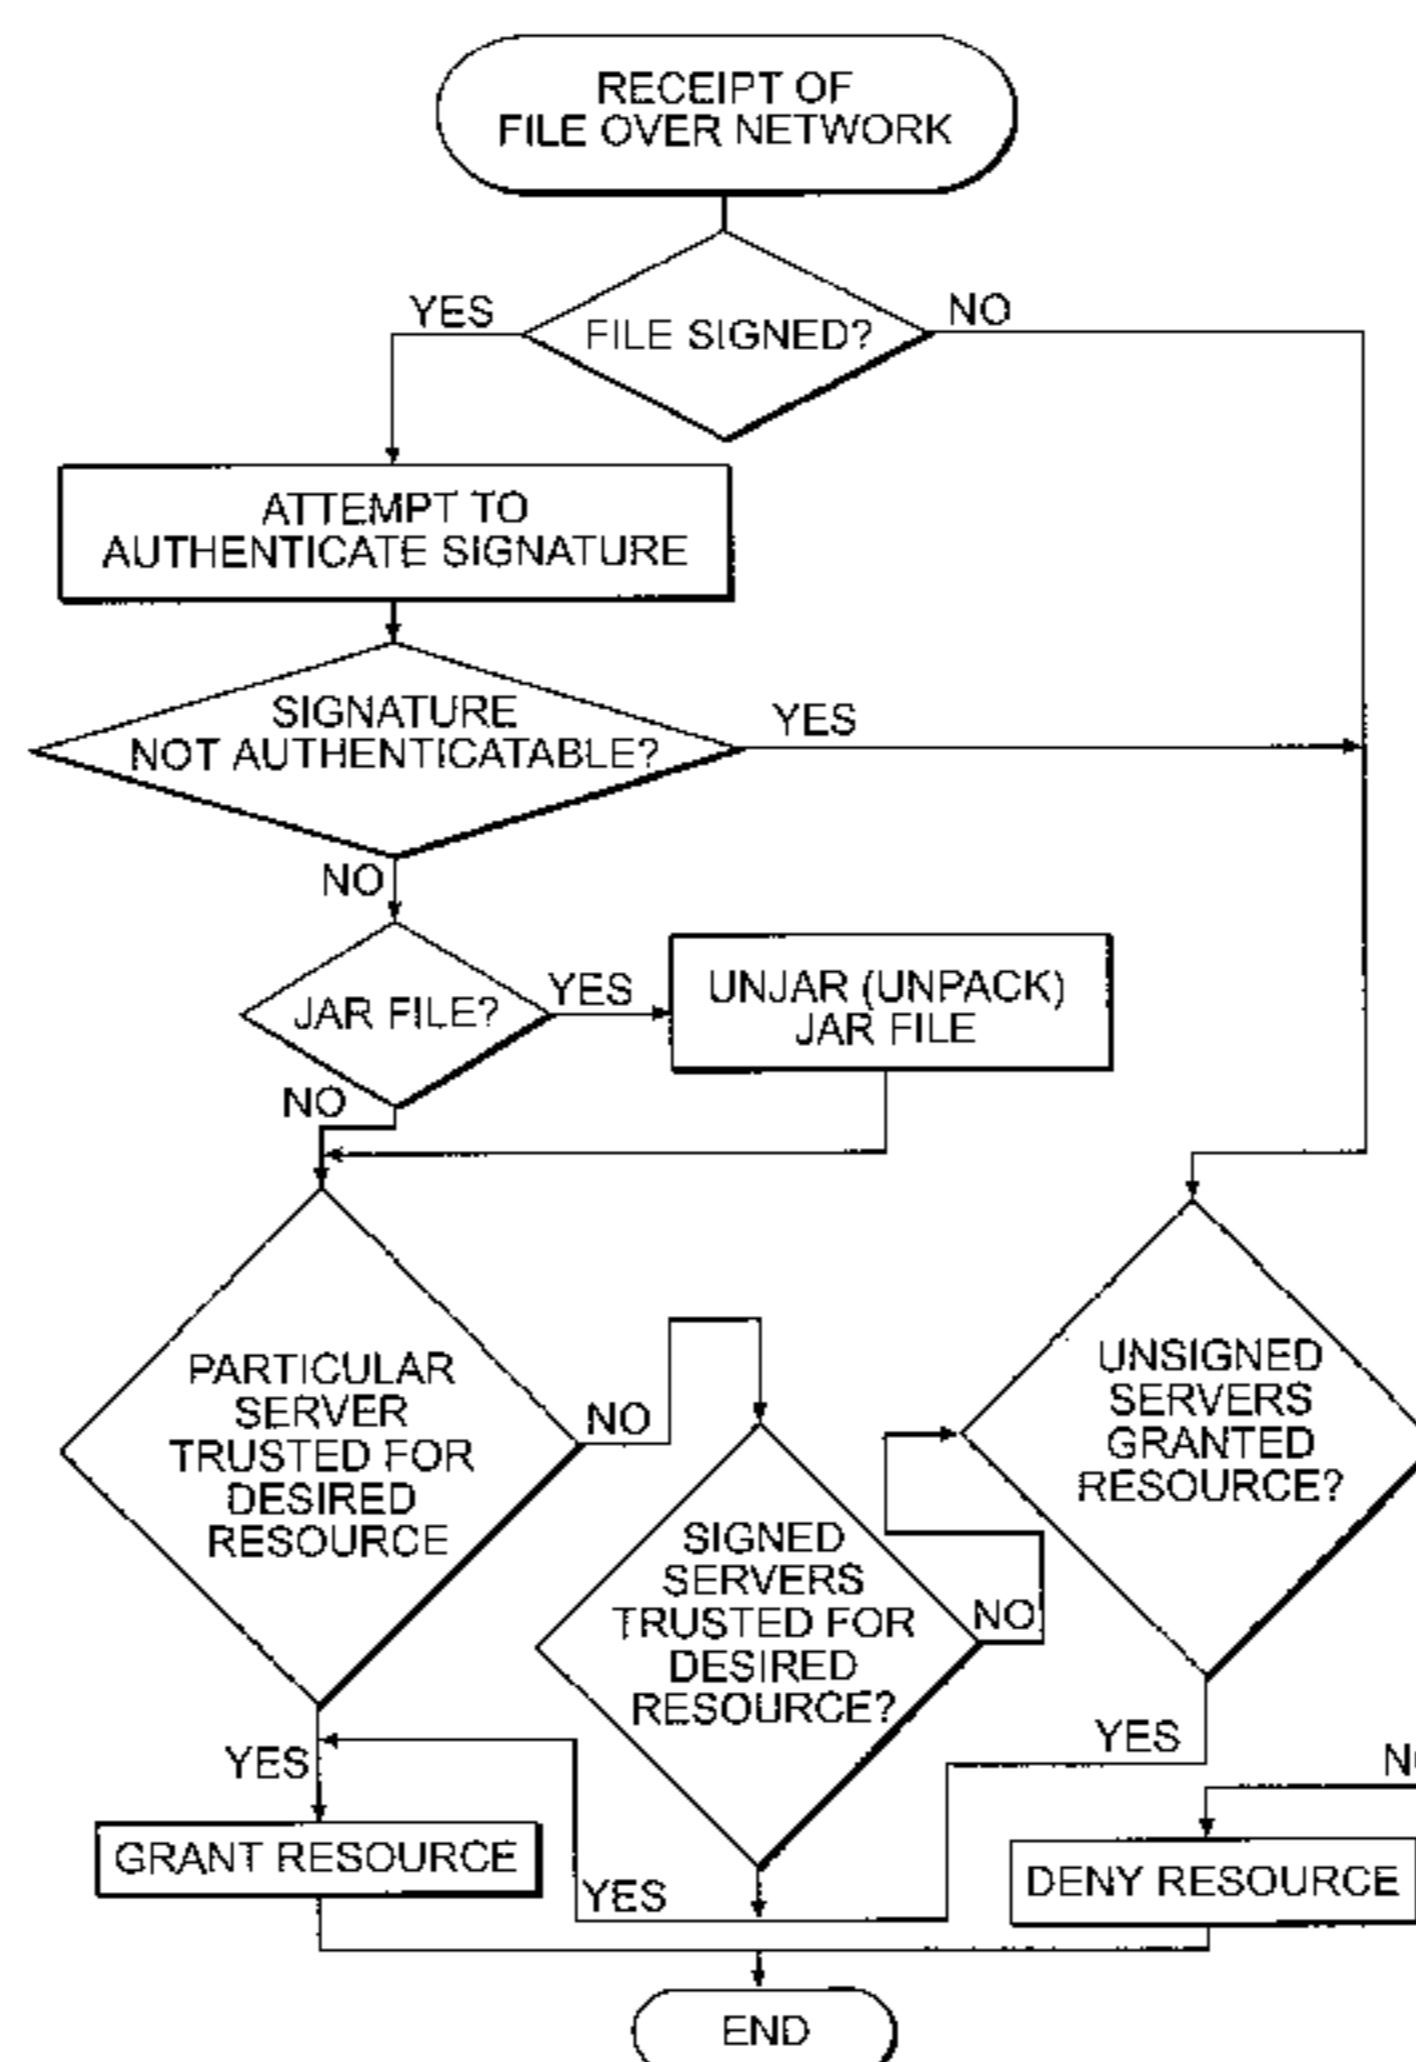 RECEIPT OF
FILE OVER NETWORK
YES
FILE SIGNED?
NO
ATTEMPT TO
AUTHENTICATE SIGNATURE
SIGNATURE
NOT AUTHENTICATABLE?
YES
NO
JAR FILE?
YES
UNJAR (UNPACK)
JAR FILE
NO
PARTICULAR
SERVER
TRUSTED FOR
DESIRED
RESOURCE
NO
SIGNED
SERVERS
TRUSTED FOR
DESIRED
RESOURCE?
NO
UNSIGNED
SERVERS
GRANTED
RESOURCE?
YES
YES
GRANT RESOURCE
YES
DENY RESOURCE
END